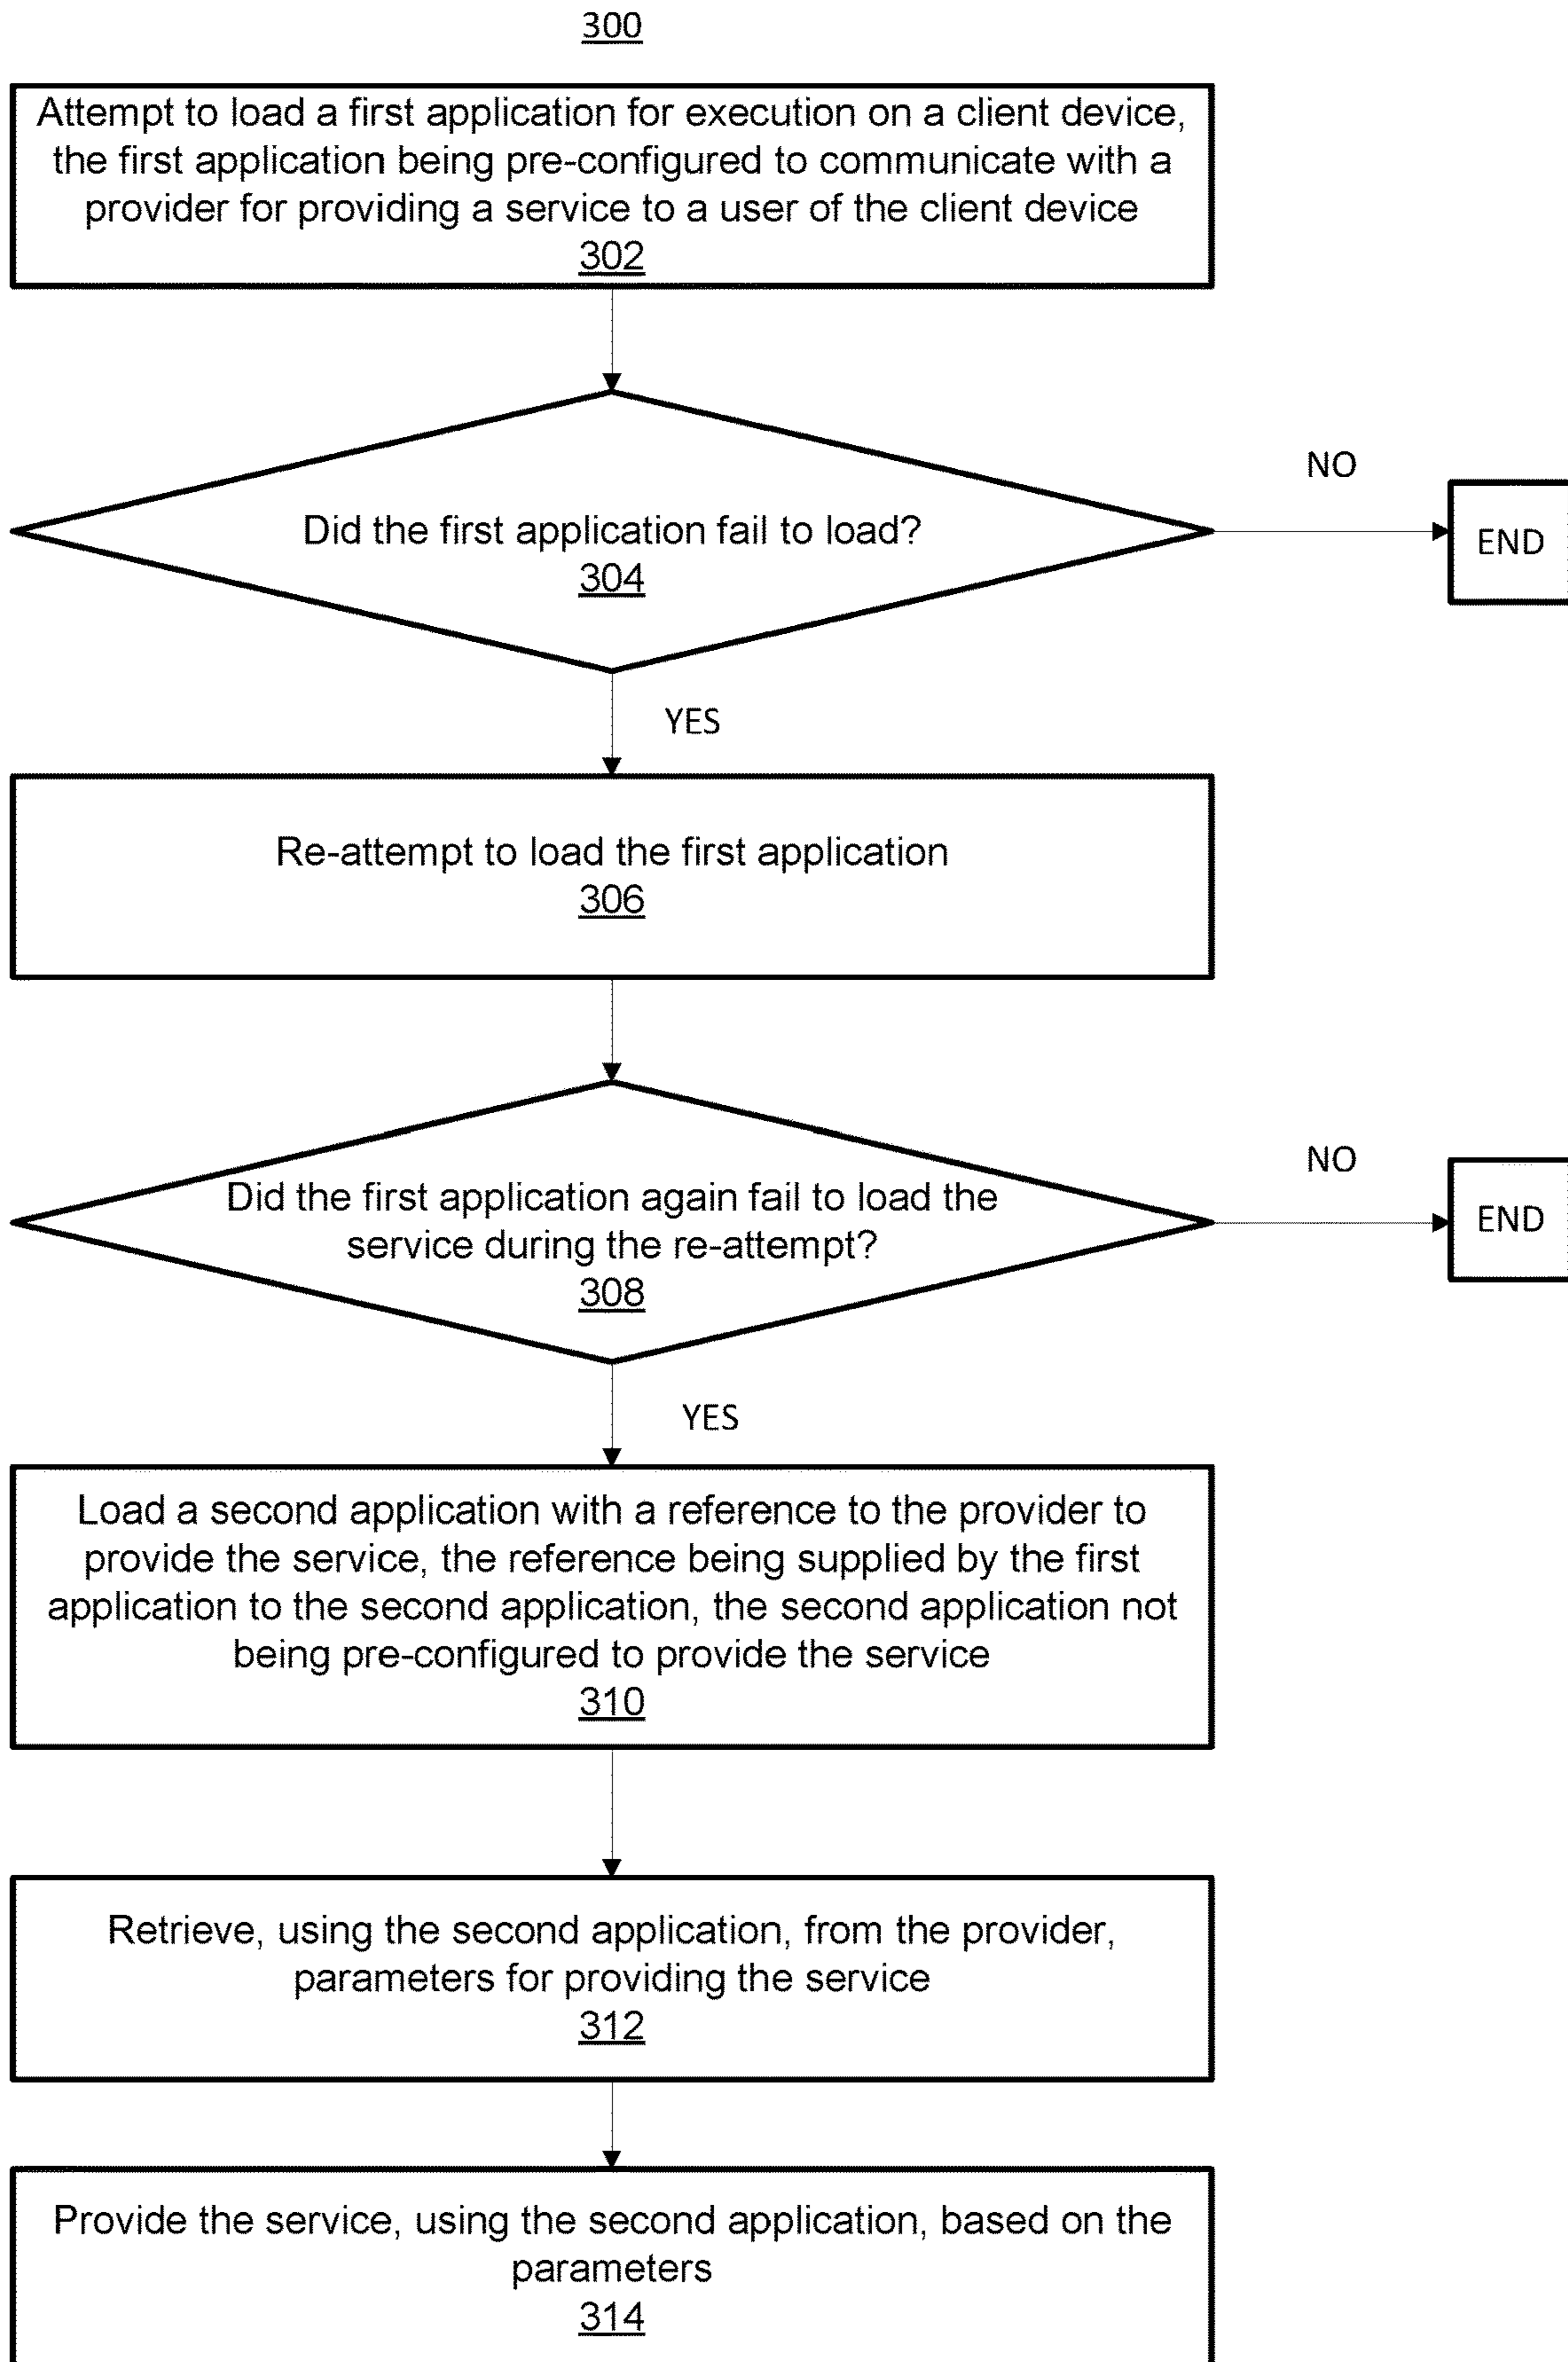 300
Attempt to load a first application for execution on a client device,
the first application being pre-configured to communicate with a
provider for providing a service to a user of the client device
302
Did the first application fail to load?
304
NO
END
YES
Re-attempt to load the first application
306
Did the first application again fail to load the
service during the re-attempt?
308
NO
END
YES
Load a second application with a reference to the provider to
provide the service, the reference being supplied by the first
application to the second application, the second application not
being pre-configured to provide the service
310
Retrieve, using the second application, from the provider,
parameters for providing the service
312
Provide the service, using the second application, based on the
parameters
314